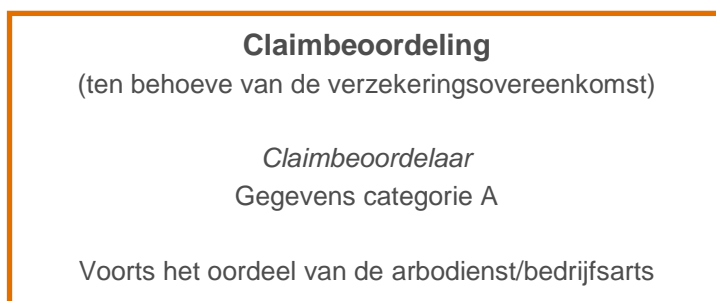 Claimbeoordeling
(ten behoeve van de verzekeringsovereenkomst)
Claimbeoordelaar
Gegevens categorie A
Voorts het oordeel van de arbodienst/bedrijfsarts